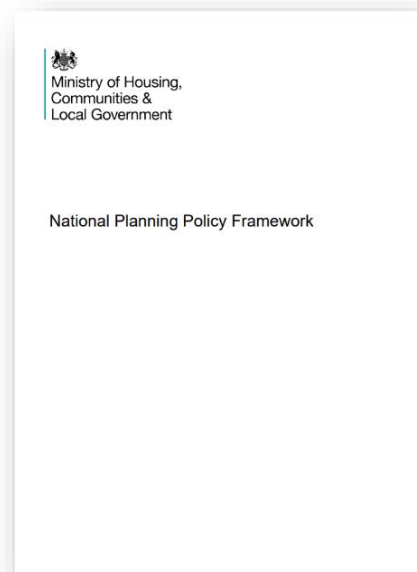 Ministry of Housing,
Communities &
Local Government
National Planning Policy Framework